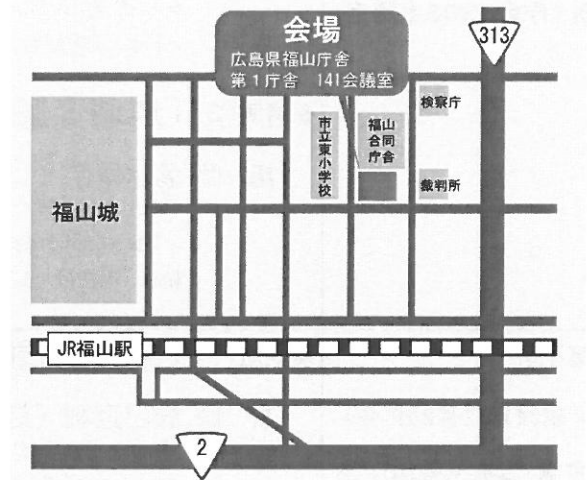 会場
広島県福山庁舎
第1庁舎 141会議室
313
検察庁
市立東小学校
福山
合同
庁舎
裁判所
福山城
JR福山駅
2